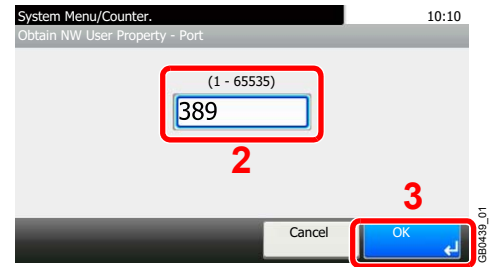 System Menu/Counter. 10:10
Obtain NW User Property - Port
(1 - 65535)
389
2
3
Cancel OK
GB0439_01